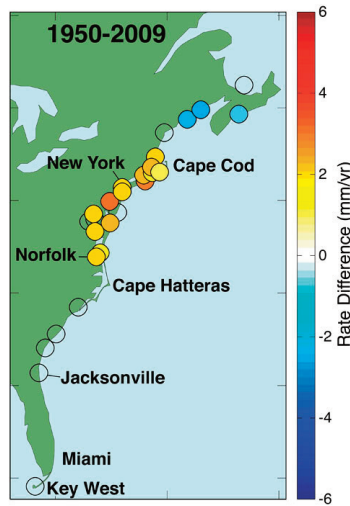 1950-2009
New York
Cape Cod
Norfolk
Cape Hatteras
Jacksonville
Miami
Key West
6
4
2
0
-2
-4
-6
Rate Difference (mm/yr)